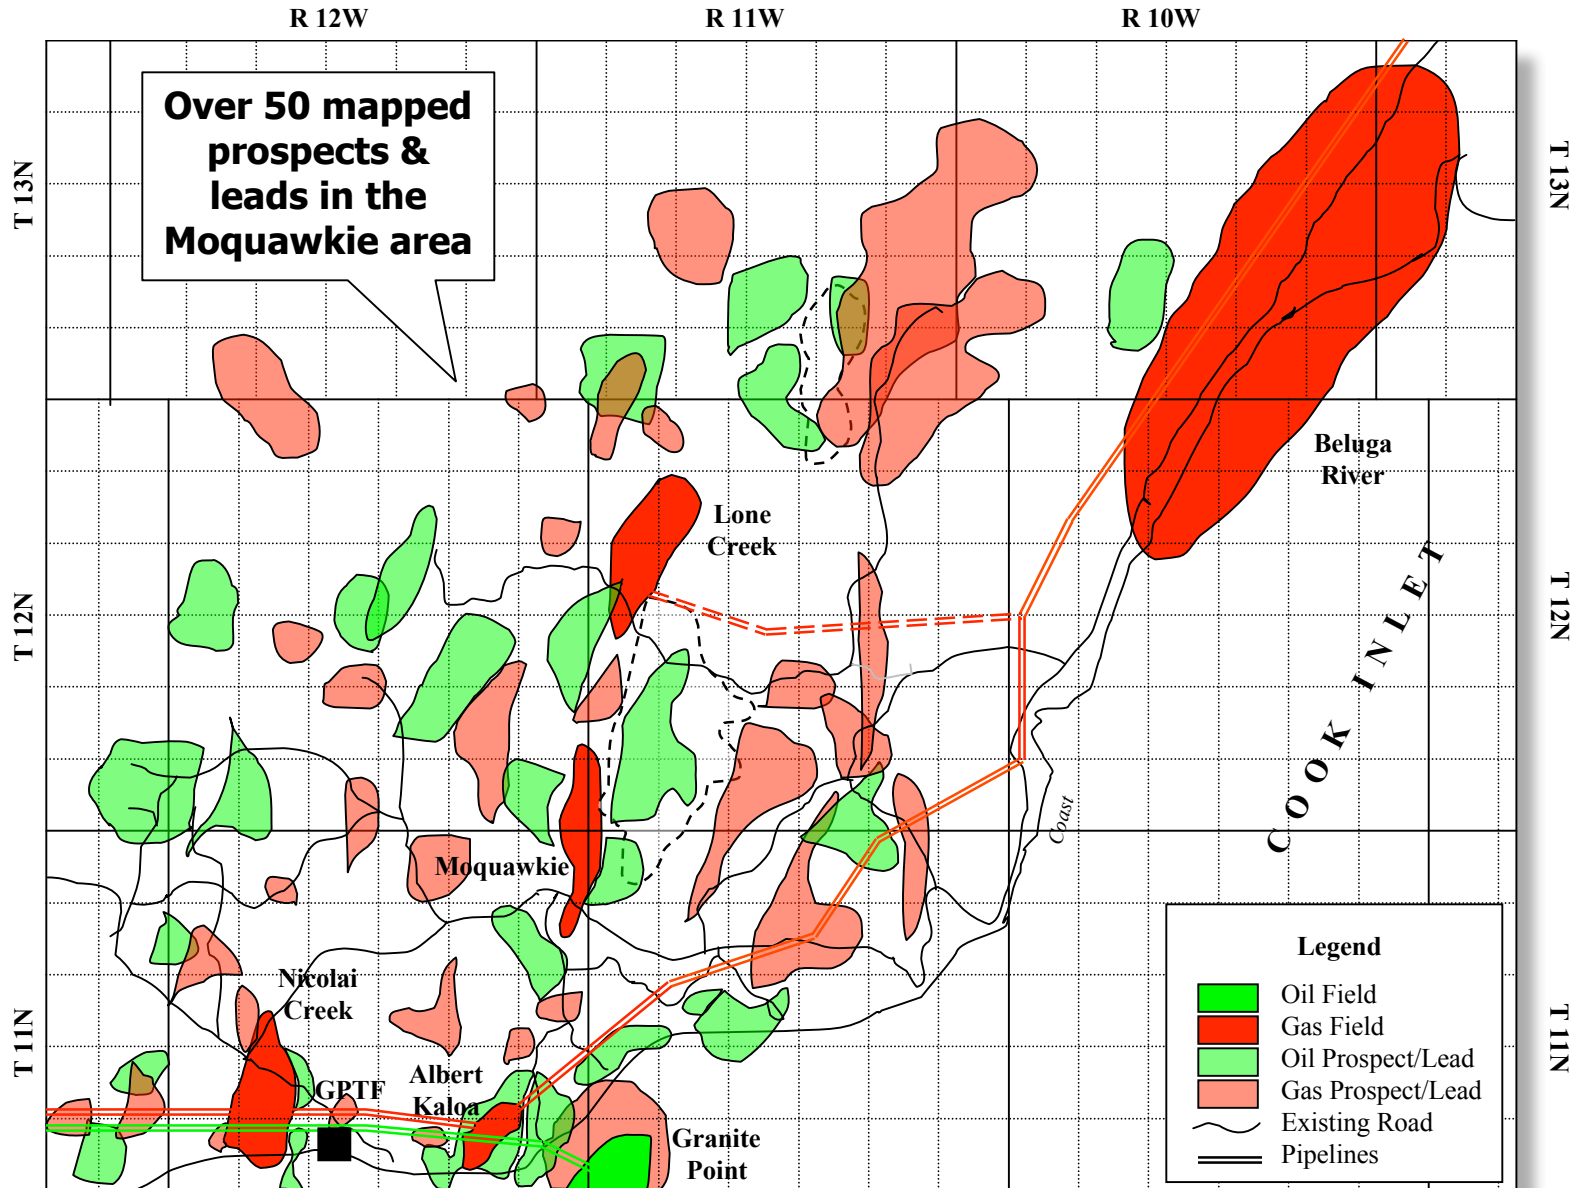 R 12W
R 11W
R 10W
Over 50 mapped
prospects &
leads in the
Moquawkie area
T 13N
T 13N
Beluga
River
Lone
Creek
T 12N
T 12N
COOK INLET
Coast
Moquawkie
Nicolai
Creek
T 11N
T 11N
GPTF
Albert
Kaloa
Granite
Point
Legend
Oil Field
Gas Field
Oil Prospect/Lead
Gas Prospect/Lead
Existing Road
Pipelines